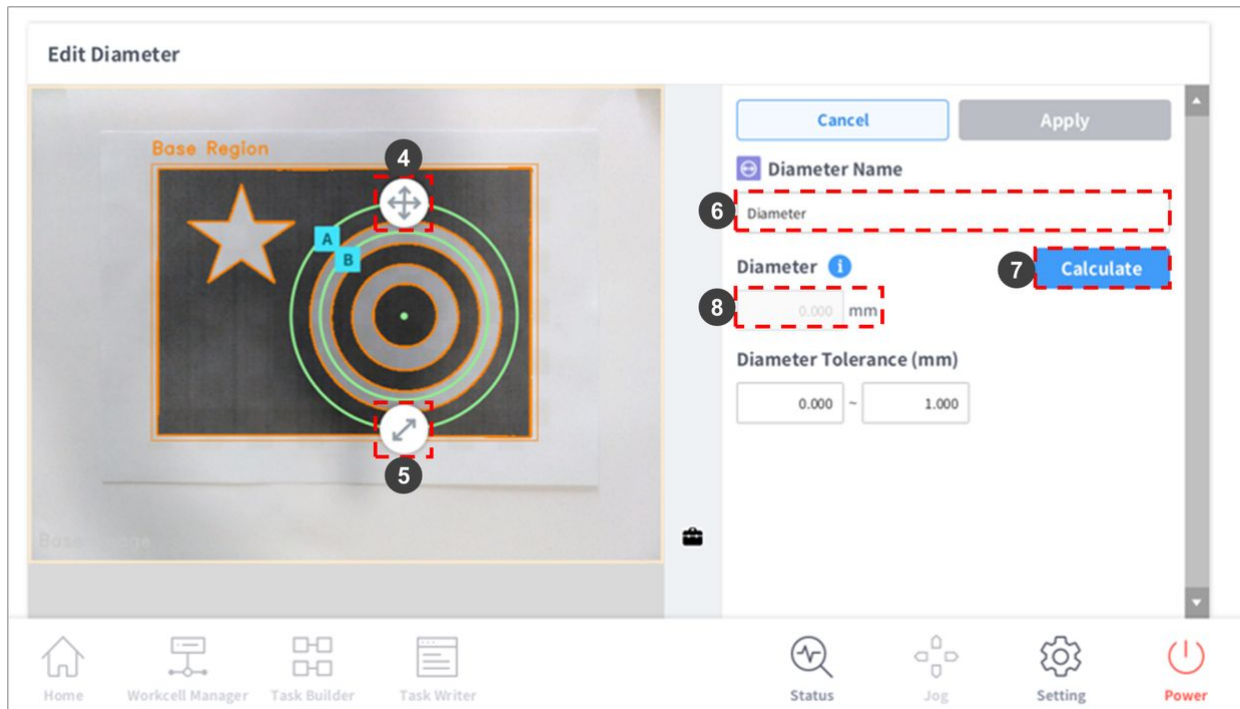 Edit Diameter
Base Region
4
A
B
5
Cancel
Apply
Diameter Name
6
Diameter
Diameter i
7
Calculate
8
0.000 mm
Diameter Tolerance (mm)
0.000 ~ 1.000
Home
Workcell Manager
Task Builder
Task Writer
Status
Jog
Setting
Power